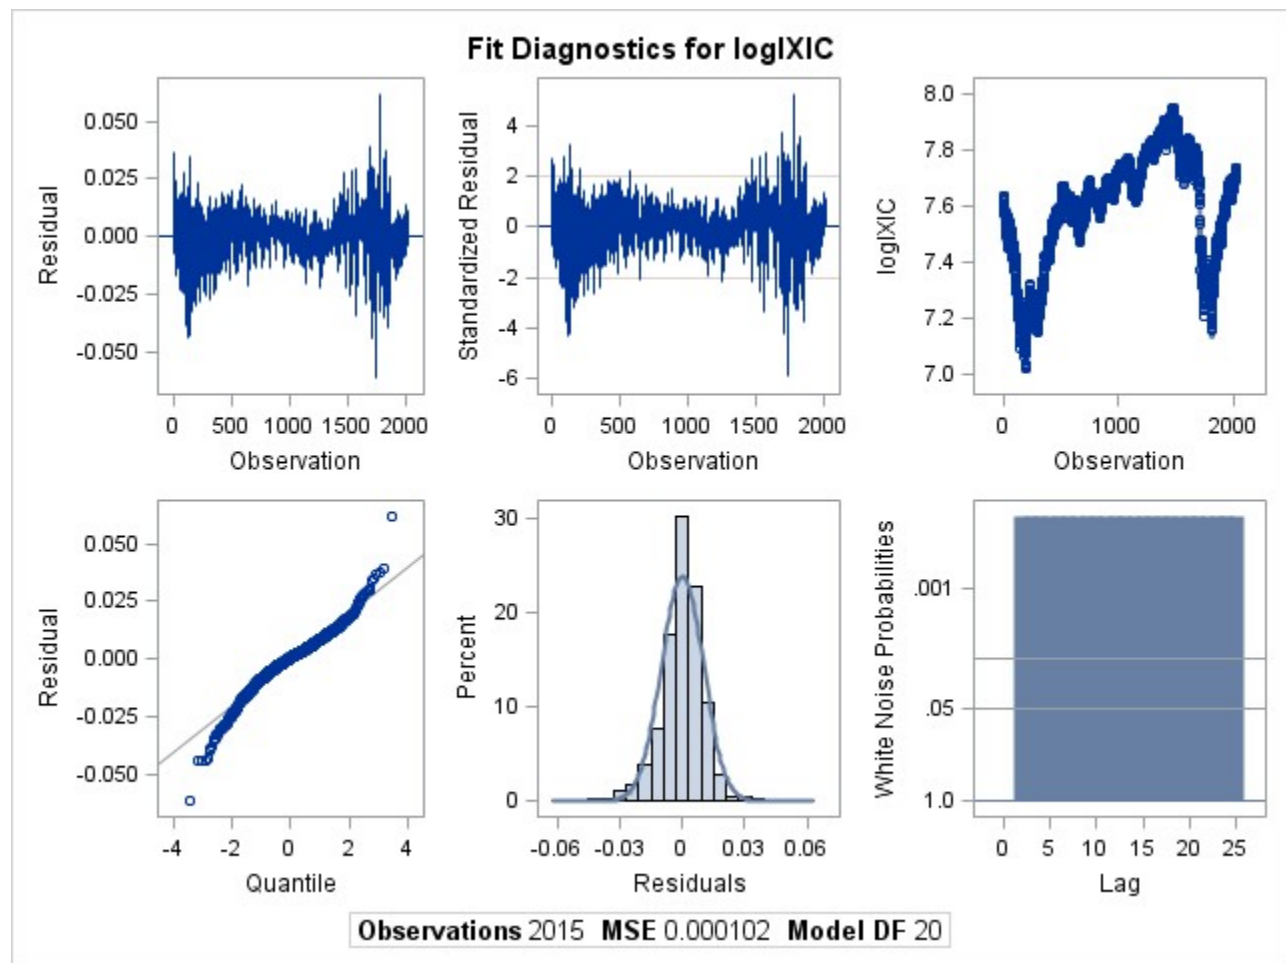 Fit Diagnostics for logIXIC
0.050
0.025
0.000
-0.025
-0.050
Residual
0 500 1000 1500 2000
Observation
4
2
0
-2
-4
-6
Standardized Residual
0 500 1000 1500 2000
Observation
8.0
7.8
7.6
7.4
7.2
7.0
logIXIC
0 1000 2000
Observation
0.050
0.025
0.000
-0.025
-0.050
Residual
-4 -2 0 2 4
Quantile
30
20
10
0
Percent
-0.06 -0.03 0 0.03 0.06
Residuals
.001
.05
1.0
White Noise Probabilities
0 5 10 15 20 25
Lag
Observations 2015 MSE 0.000102 Model DF 20